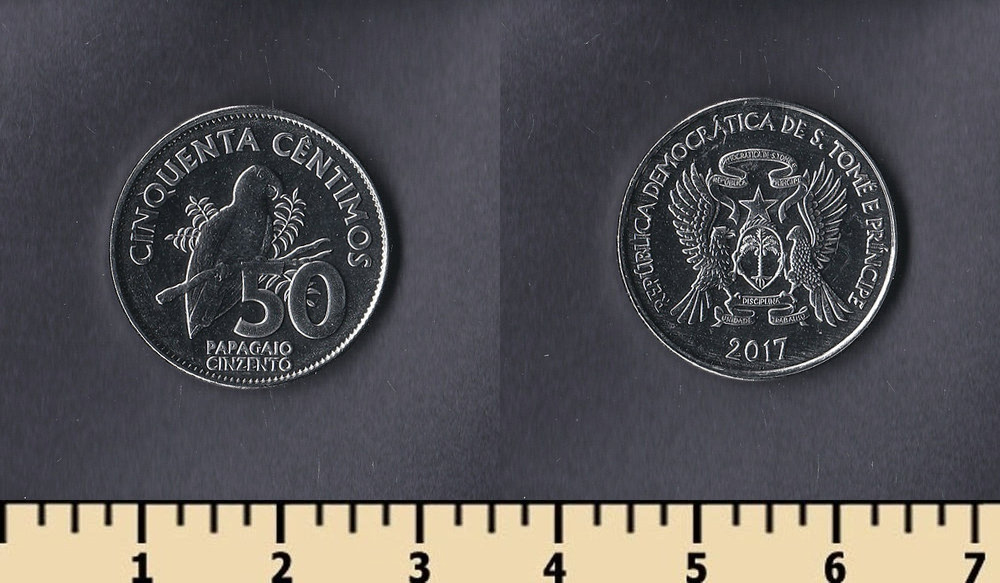 CINQUENTA CÊNTIMOS
50
PAPAGAIO
CINZENTO
REPÚBLICA DEMOCRÁTICA DE S. TOMÉ E PRÍNCIPE
DISCIPLINA
UNIDADE TRABALHO
2017
1 2 3 4 5 6 7